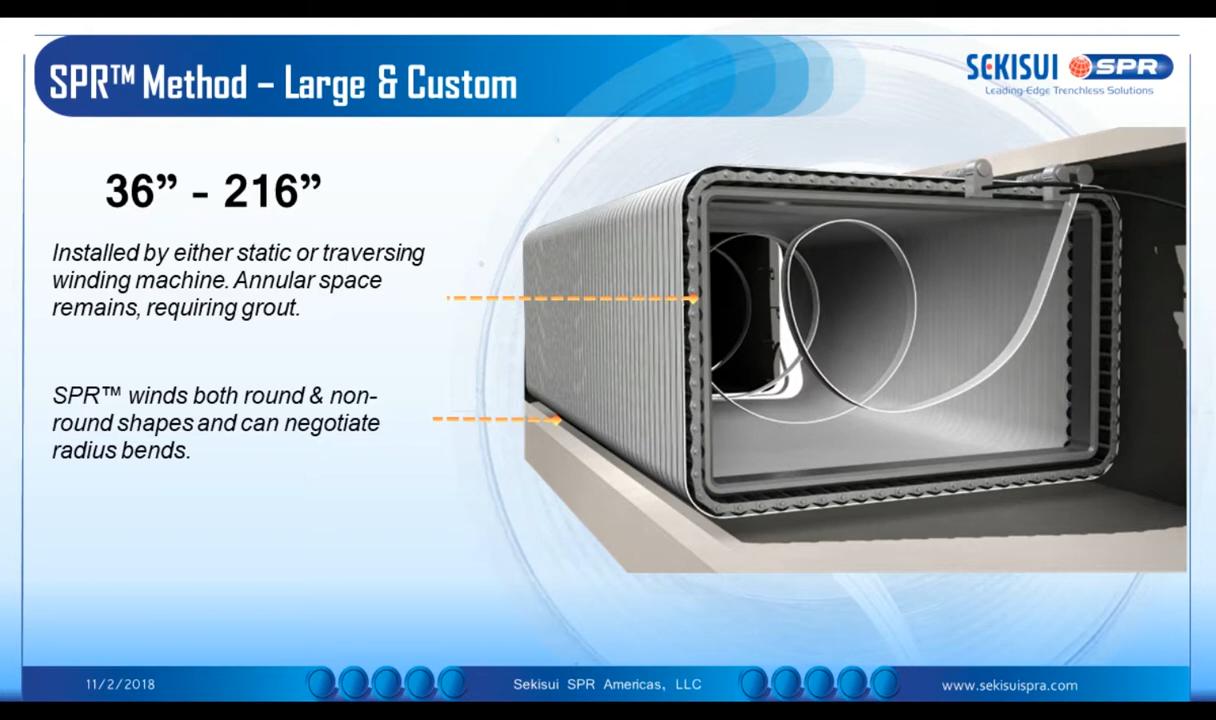 SPR™ Method – Large & Custom
SEKISUI SPR
Leading-Edge Trenchless Solutions
36” - 216”
Installed by either static or traversing
winding machine. Annular space
remains, requiring grout.
SPR™ winds both round & non-
round shapes and can negotiate
radius bends.
11/2/2018
Sekisui SPR Americas, LLC
www.sekisuispra.com